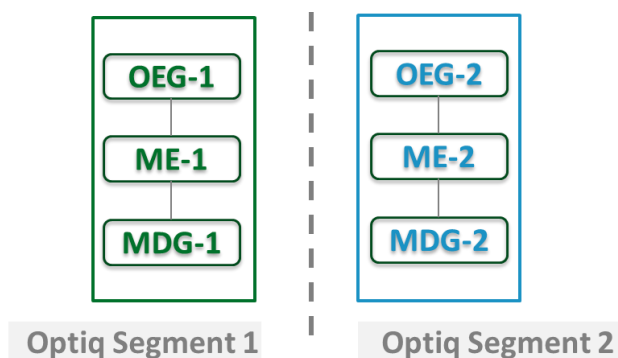 OEG-1
ME-1
MDG-1
Optiq Segment 1
OEG-2
ME-2
MDG-2
Optiq Segment 2